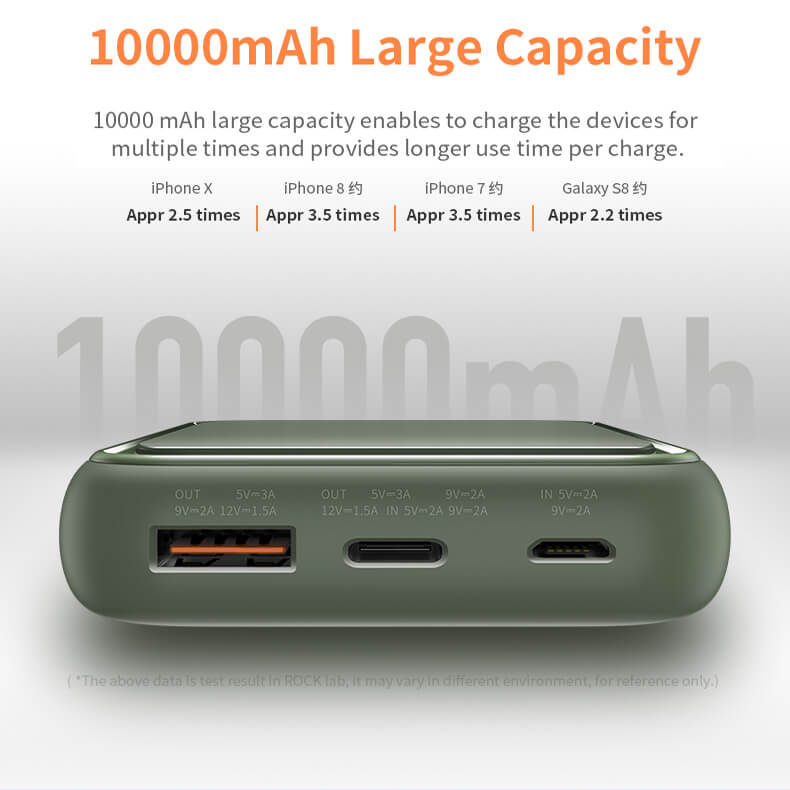 10000mAh Large Capacity
10000 mAh large capacity enables to charge the devices for
multiple times and provides longer use time per charge.
iPhone X
Appr 2.5 times
iPhone 8 约
Appr 3.5 times
iPhone 7 约
Appr 3.5 times
Galaxy S8 约
Appr 2.2 times
10000mAh
OUT 5V⎓3A
9V⎓2A 12V⎓1.5A
OUT 5V⎓3A 9V⎓2A
12V⎓1.5A IN 5V⎓2A 9V⎓2A
IN 5V⎓2A
9V⎓2A
( *The above data is test result in ROCK lab, it may vary in different environment, for reference only.)